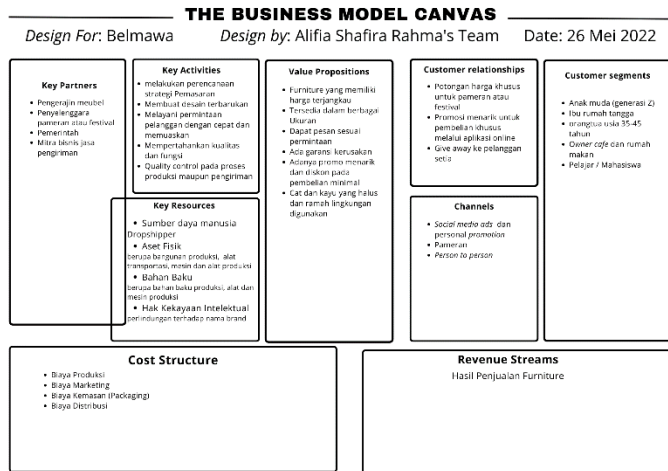 THE BUSINESS MODEL CANVAS
Design For: Belmawa
Design by: Alifia Shafira Rahma's Team
Date: 26 Mei 2022
Key Partners
• Pengerajin meubel
• Penyelenggara
pameran atau festival
• Pemerintah
• Mitra bisnis jasa
pengiriman
Key Activities
• melakukan perencanaan
strategi Pemasaran
• Membuat desain terbarukan
• Melayani permintaan
pelanggan dengan cepat dan
memuaskan
• Mempertahankan kualitas
dan fungsi
• Quality control pada proses
produksi maupun pengiriman
Key Resources
• Sumber daya manusia
Dropshipper
• Aset Fisik
berupa bangunan produksi, alat
transportasi, mesin dan alat produksi
• Bahan Baku
berupa bahan baku produksi, alat dan
mesin produksi
• Hak Kekayaan Intelektual
perlindungan terhadap nama brand
Value Propositions
• Furniture yang memiliki
harga terjangkau
• Tersedia dalam berbagai
Ukuran
• Dapat pesan sesuai
permintaan
• Ada garansi kerusakan
• Adanya promo menarik
dan diskon pada
pembelian minimal
• Cat dan kayu yang halus
dan ramah lingkungan
digunakan
Customer relationships
• Potongan harga khusus
untuk pameran atau
festival
• Promosi menarik untuk
pembelian khusus
melalui aplikasi online
• Give away ke pelanggan
setia
Channels
• Social media ads dan
personal promotion
• Pameran
• Person to person
Customer segments
• Anak muda (generasi Z)
• Ibu rumah tangga
• orangtua usia 35-45
tahun
• Owner cafe dan rumah
makan
• Pelajar / Mahasiswa
Cost Structure
• Biaya Produksi
• Biaya Marketing
• Biaya Kemasan (Packaging)
• Biaya Distribusi
Revenue Streams
Hasil Penjualan Furniture